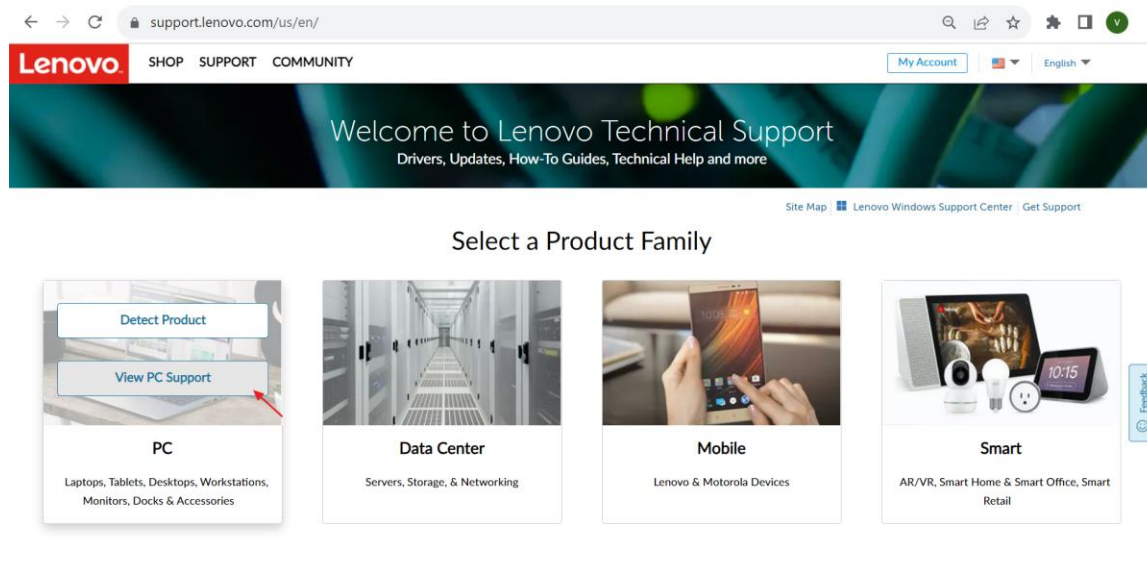 support.lenovo.com/us/en/
V
Lenovo.
SHOP SUPPORT COMMUNITY
My Account
English
Welcome to Lenovo Technical Support
Drivers, Updates, How-To Guides, Technical Help and more
Site Map Lenovo Windows Support Center Get Support
Select a Product Family
Detect Product
View PC Support
10:08
10:15
Feedback
PC
Data Center
Mobile
Smart
Laptops, Tablets, Desktops, Workstations,
Monitors, Docks & Accessories
Servers, Storage, & Networking
Lenovo & Motorola Devices
AR/VR, Smart Home & Smart Office, Smart
Retail